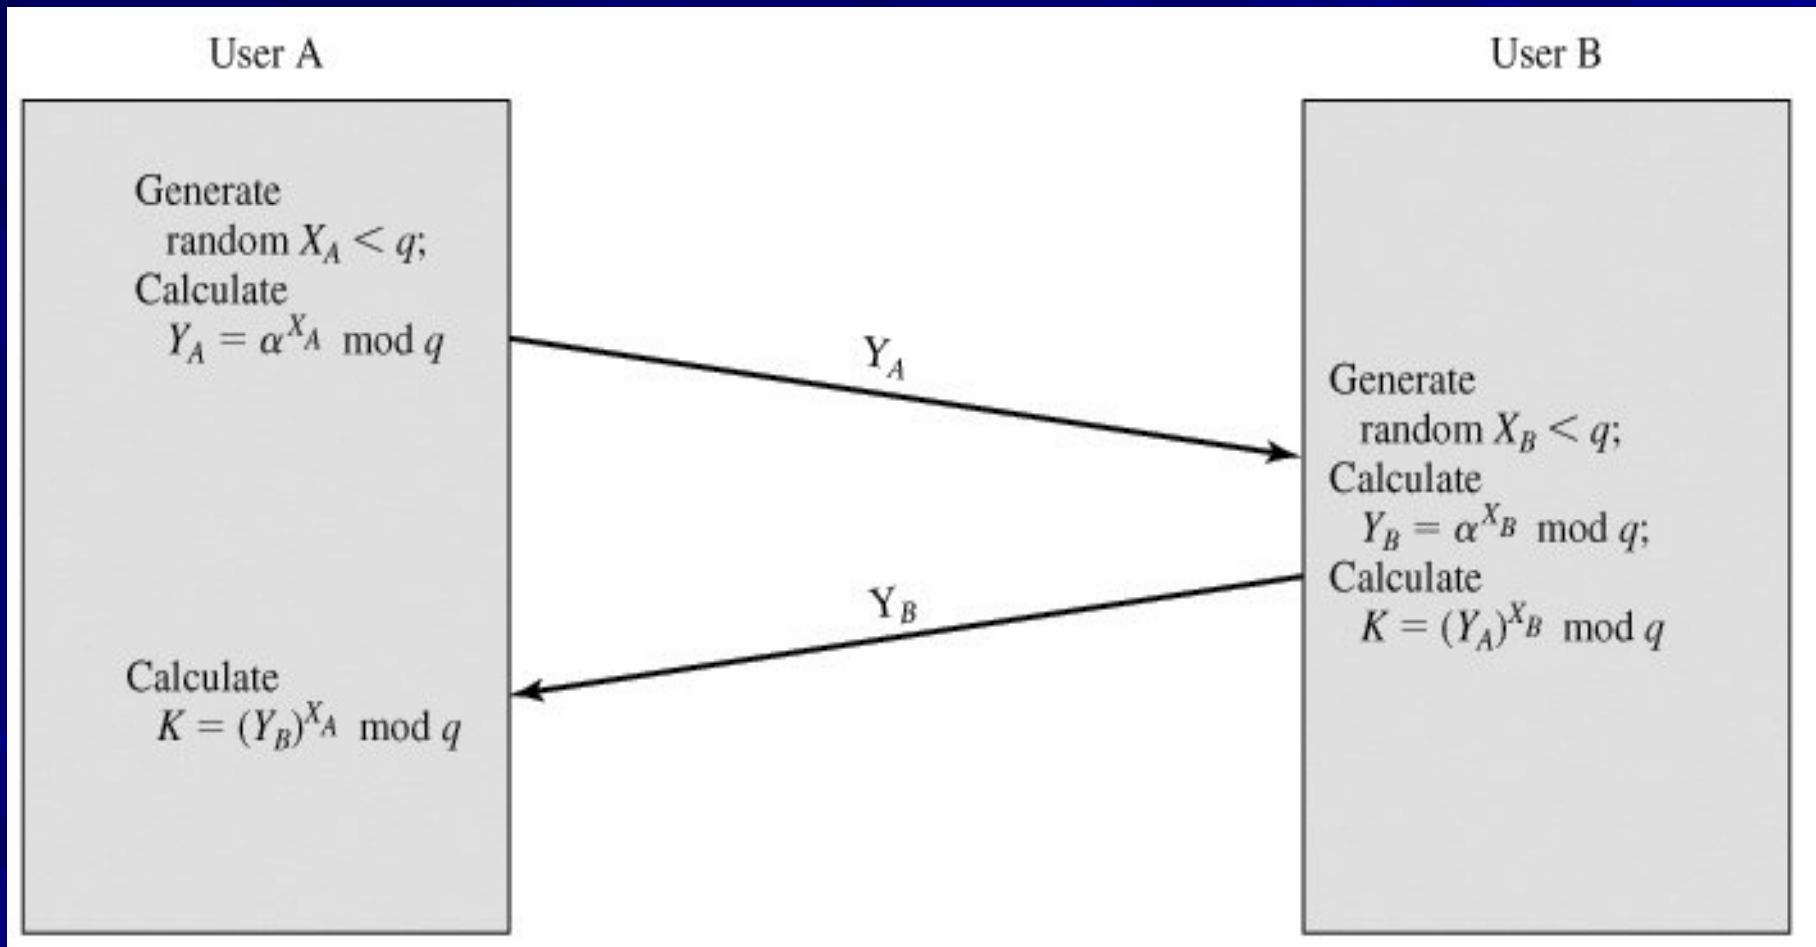 User A
User B
Generate
random X_A < q;
Calculate
Y_A = α^{X_A} mod q
Y_A
Generate
random X_B < q;
Calculate
Y_B = α^{X_B} mod q;
Calculate
K = (Y_A)^{X_B} mod q
Y_B
Calculate
K = (Y_B)^{X_A} mod q